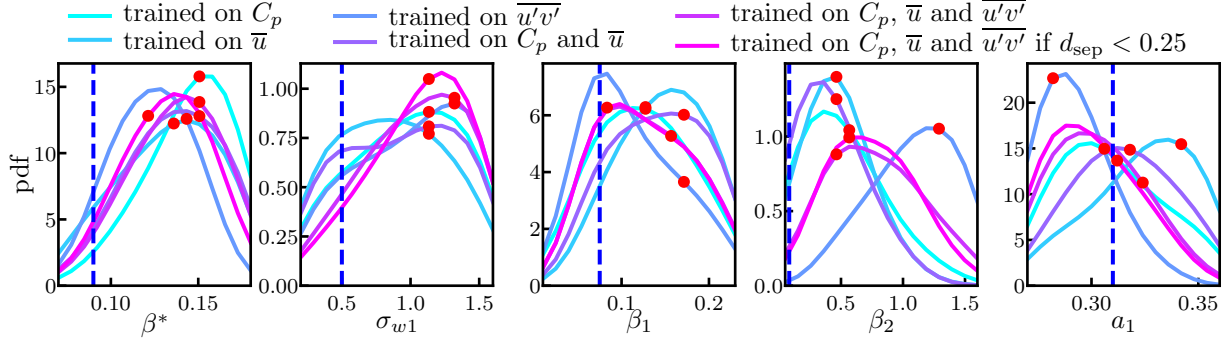 trained on $C_p$ trained on $\overline{u'v'}$ trained on $C_p$, $\overline{u}$ and $\overline{u'v'}$
trained on $\overline{u}$ trained on $C_p$ and $\overline{u}$ trained on $C_p$, $\overline{u}$ and $\overline{u'v'}$ if $d_{\mathrm{sep}} < 0.25$
pdf
15
10
5
0
0.10 0.15
β*
1.00
0.75
0.50
0.25
0.00
0.5 1.0 1.5
$\sigma_{w1}$
6
4
2
0
0.1 0.2
$\beta_1$
1.0
0.5
0.0
0.5 1.0 1.5
$\beta_2$
20
15
10
5
0
0.30 0.35
$a_1$